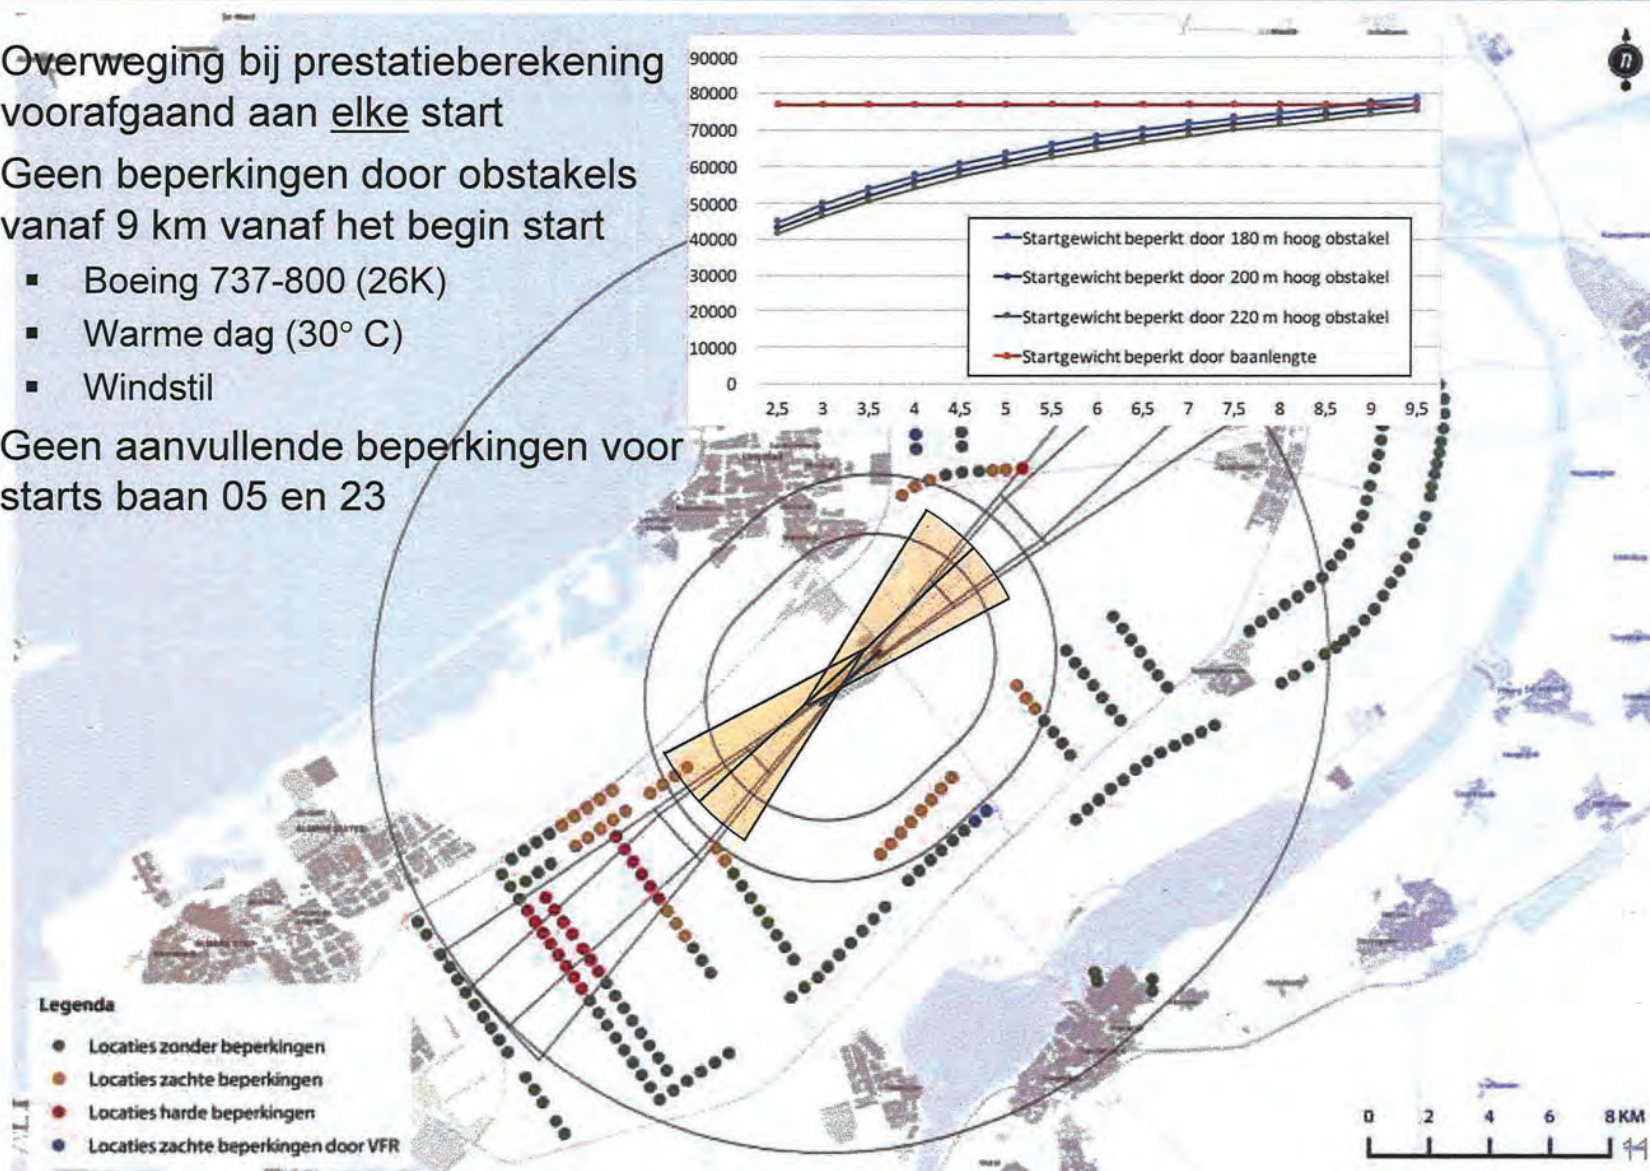 Overweging bij prestatieberekening
voorafgaand aan elke start
Geen beperkingen door obstakels
vanaf 9 km vanaf het begin start
▪ Boeing 737-800 (26K)
▪ Warme dag (30° C)
▪ Windstil
Geen aanvullende beperkingen voor
starts baan 05 en 23
90000
80000
70000
60000
50000
40000
30000
20000
10000
0
2,5 3 3,5 4 4,5 5 5,5 6 6,5 7 7,5 8 8,5 9 9,5
Startgewicht beperkt door 180 m hoog obstakel
Startgewicht beperkt door 200 m hoog obstakel
Startgewicht beperkt door 220 m hoog obstakel
Startgewicht beperkt door baanlengte
n
Legenda
Locaties zonder beperkingen
Locaties zachte beperkingen
Locaties harde beperkingen
Locaties zachte beperkingen door VFR
0 2 4 6 8 KM